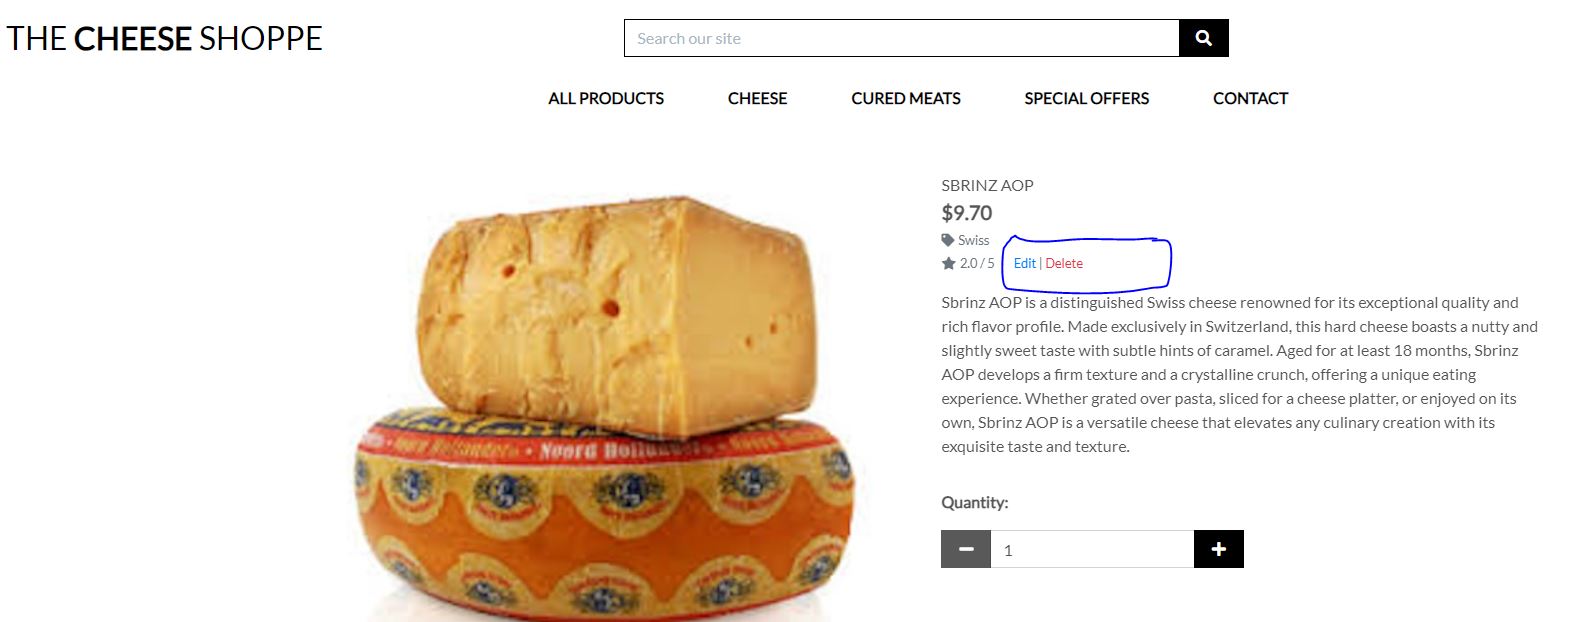 THE CHEESE SHOPPE
Search our site
ALL PRODUCTS CHEESE CURED MEATS SPECIAL OFFERS CONTACT
SBRINZ AOP
$9.70
Swiss
2.0 / 5 Edit | Delete
Sbrinz AOP is a distinguished Swiss cheese renowned for its exceptional quality and
rich flavor profile. Made exclusively in Switzerland, this hard cheese boasts a nutty and
slightly sweet taste with subtle hints of caramel. Aged for at least 18 months, Sbrinz
AOP develops a firm texture and a crystalline crunch, offering a unique eating
experience. Whether grated over pasta, sliced for a cheese platter, or enjoyed on its
own, Sbrinz AOP is a versatile cheese that elevates any culinary creation with its
exquisite taste and texture.
Noord Hollander
Quantity:
1